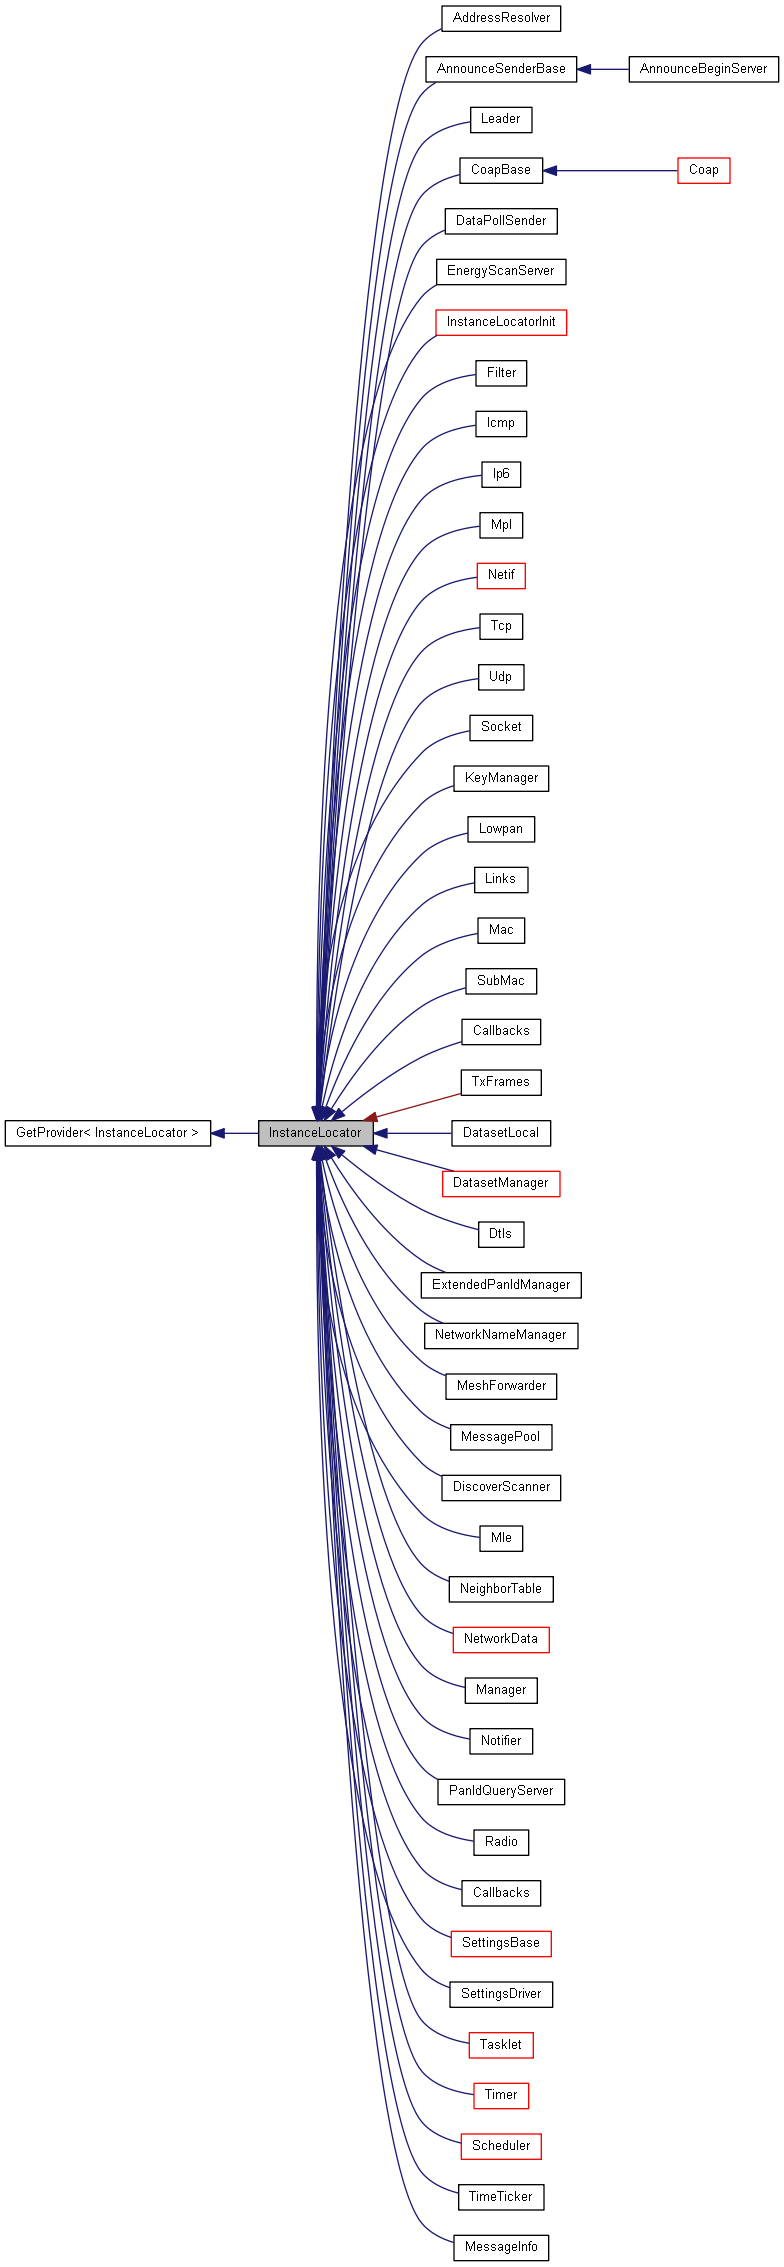 AddressResolver
AnnounceSenderBase
AnnounceBeginServer
Leader
CoapBase
Coap
DataPollSender
EnergyScanServer
InstanceLocatorInit
Filter
Icmp
Ip6
Mpl
Netif
Tcp
Udp
Socket
KeyManager
Lowpan
Links
Mac
SubMac
Callbacks
TxFrames
GetProvider< InstanceLocator >
InstanceLocator
DatasetLocal
DatasetManager
Dtls
ExtendedPanIdManager
NetworkNameManager
MeshForwarder
MessagePool
DiscoverScanner
Mle
NeighborTable
NetworkData
Manager
Notifier
PanIdQueryServer
Radio
Callbacks
SettingsBase
SettingsDriver
Tasklet
Timer
Scheduler
TimeTicker
MessageInfo